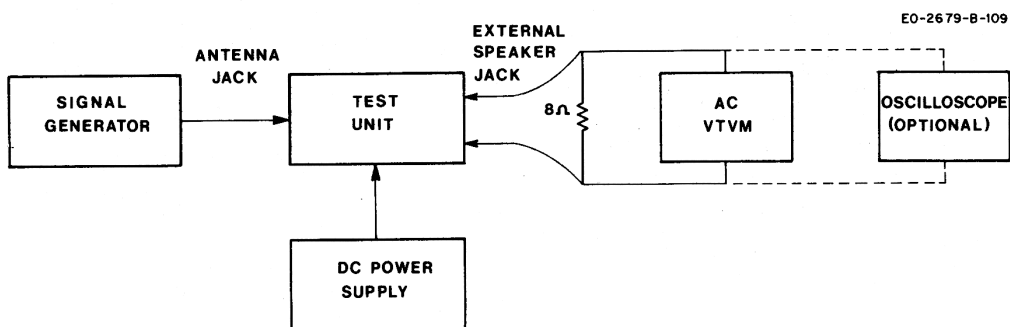 EO-2679-B-109
ANTENNA
JACK
EXTERNAL
SPEAKER
JACK
SIGNAL
GENERATOR
TEST
UNIT
8Ω
AC
VTVM
OSCILLOSCOPE
(OPTIONAL)
DC POWER
SUPPLY